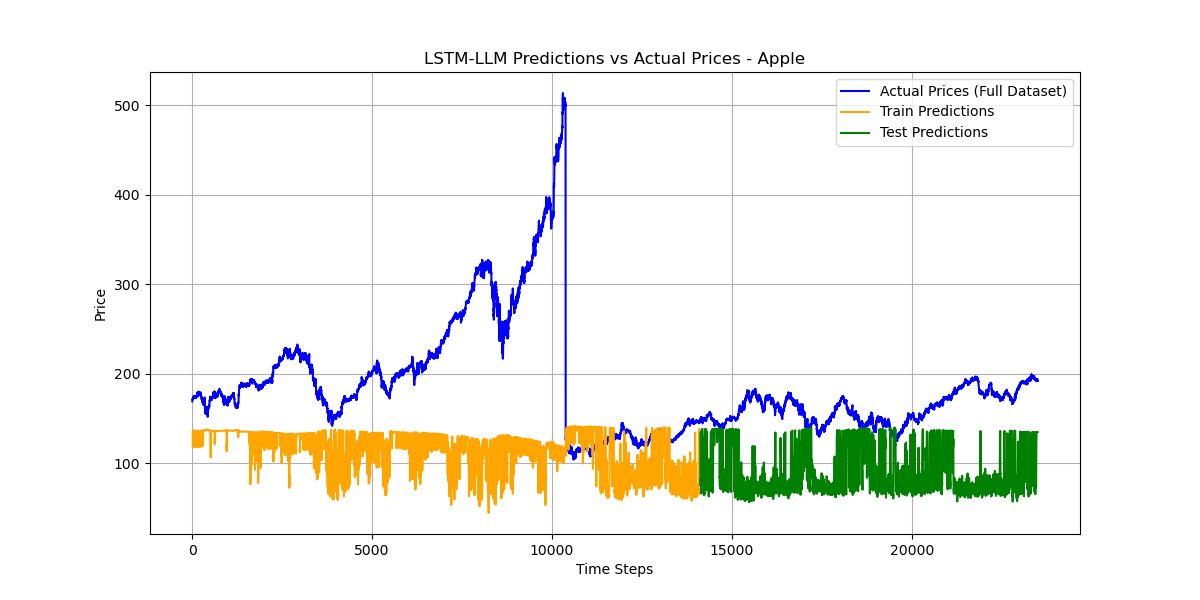 LSTM-LLM Predictions vs Actual Prices - Apple
Actual Prices (Full Dataset)
Train Predictions
Test Predictions
Price
500
400
300
200
100
0
5000
10000
15000
20000
Time Steps